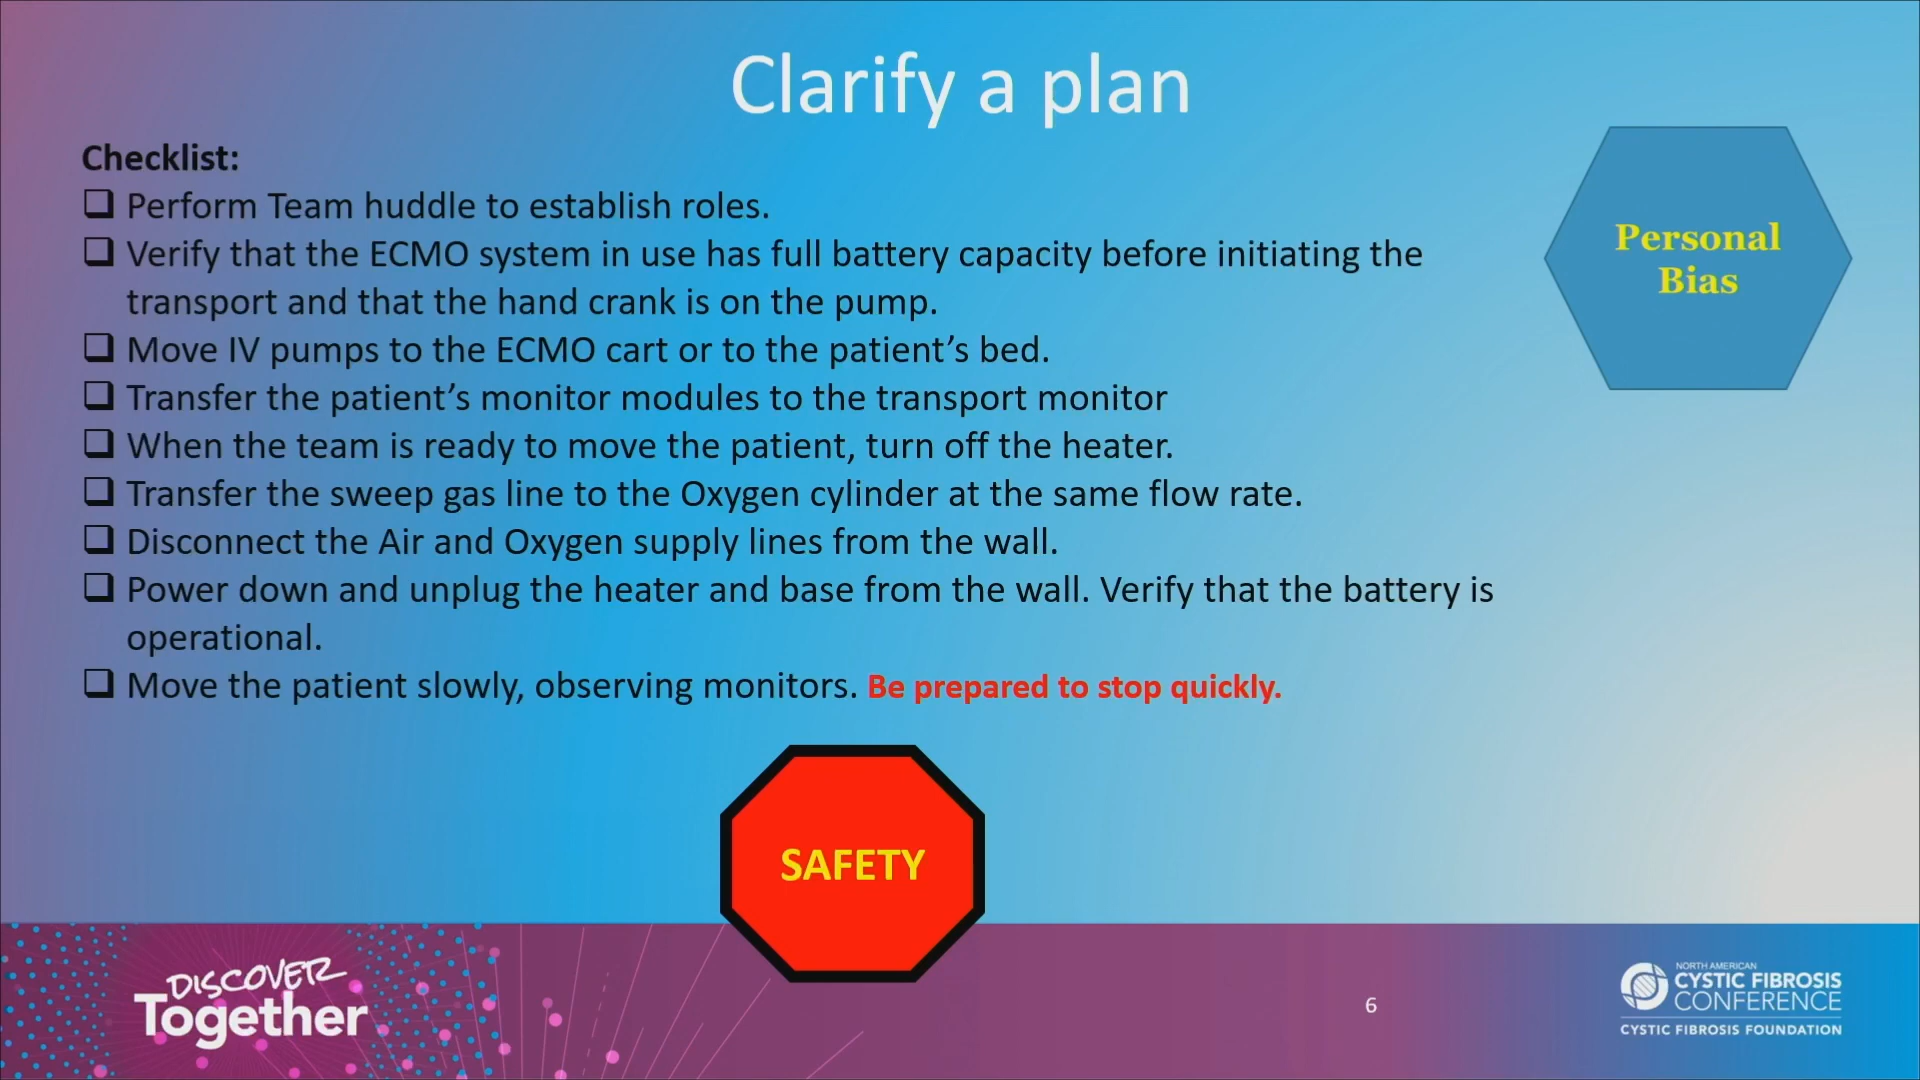 Clarify a plan
Checklist:
❑ Perform Team huddle to establish roles.
❑ Verify that the ECMO system in use has full battery capacity before initiating the
transport and that the hand crank is on the pump.
❑ Move IV pumps to the ECMO cart or to the patient’s bed.
❑ Transfer the patient’s monitor modules to the transport monitor
❑ When the team is ready to move the patient, turn off the heater.
❑ Transfer the sweep gas line to the Oxygen cylinder at the same flow rate.
❑ Disconnect the Air and Oxygen supply lines from the wall.
❑ Power down and unplug the heater and base from the wall. Verify that the battery is
operational.
❑ Move the patient slowly, observing monitors. Be prepared to stop quickly.
Personal
Bias
SAFETY
DISCOVER
Together
6
NORTH AMERICAN
CYSTIC FIBROSIS
CONFERENCE
CYSTIC FIBROSIS FOUNDATION